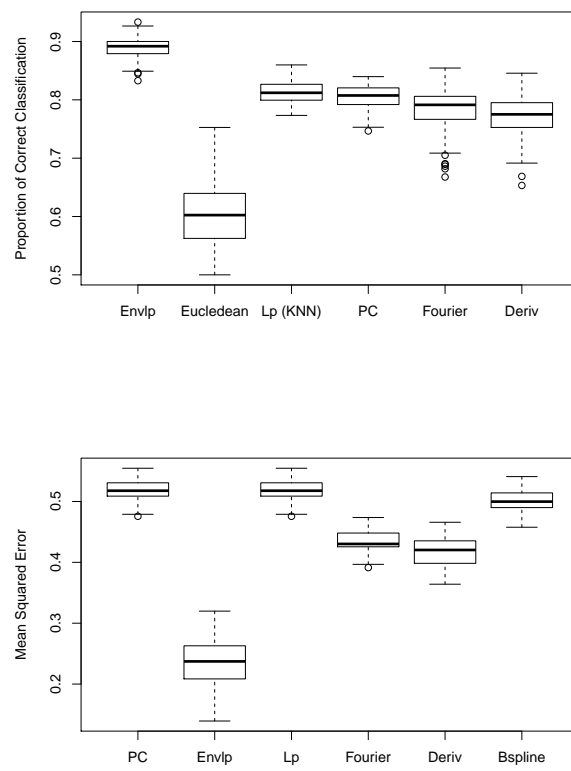 Proportion of Correct Classification
0.9
0.8
0.7
0.6
0.5
Envlp Eucledean Lp (KNN) PC Fourier Deriv
Mean Squared Error
0.5
0.4
0.3
0.2
PC Envlp Lp Fourier Deriv Bspline